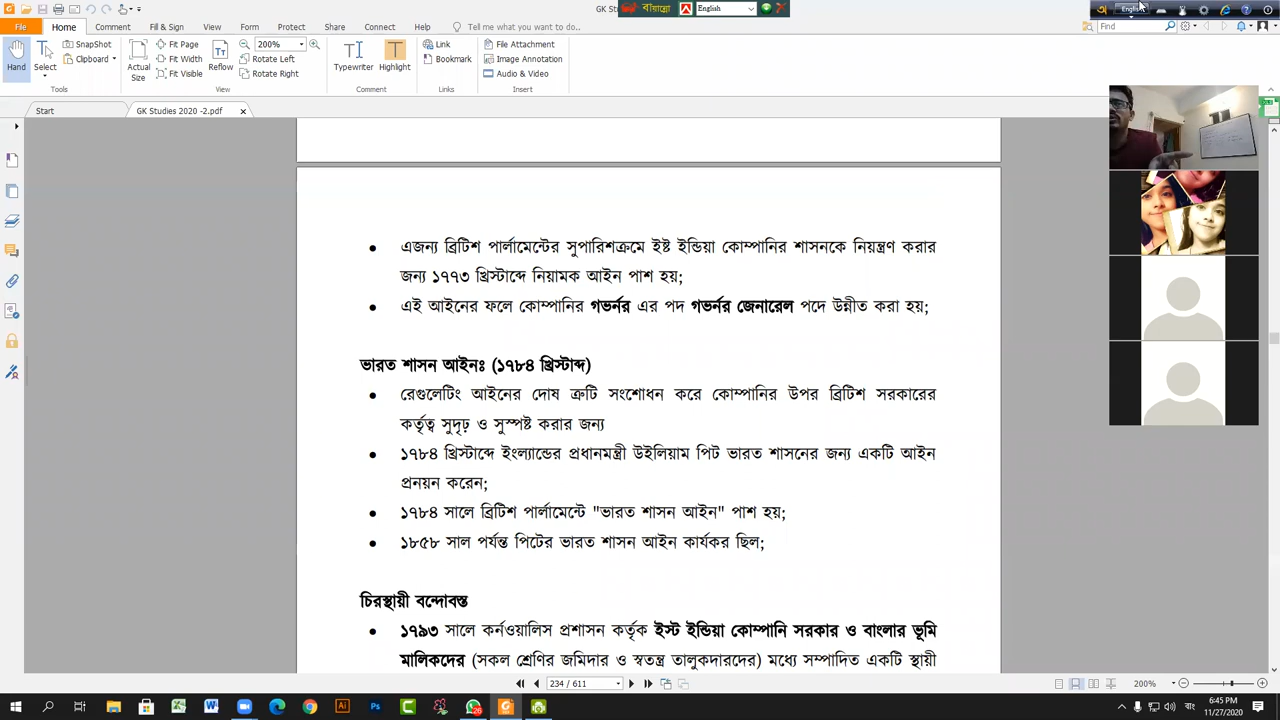 GK Stu
বাংলা
English
Engli
File
Home
Comment
Fill & Sign
View
Form
Protect
Share
Connect
Help
Tell me what you want to do...
Find
Hand
Select
SnapShot
Clipboard
Actual Size
Fit Page
Fit Width
Fit Visible
Reflow
200%
Rotate Left
Rotate Right
Typewriter
Highlight
Link
Bookmark
File Attachment
Image Annotation
Audio & Video
Tools
View
Comment
Links
Insert
Start
GK Studies 2020 -2.pdf
• এজন্য ব্রিটিশ পার্লামেন্টের সুপারিশক্রমে ইষ্ট ইন্ডিয়া কোম্পানির শাসনকে নিয়ন্ত্রণ করার
জন্য ১৭৭৩ খ্রিস্টাব্দে নিয়ামক আইন পাশ হয়;
• এই আইনের ফলে কোম্পানির গভর্নর এর পদ গভর্নর জেনারেল পদে উন্নীত করা হয়;
ভারত শাসন আইনঃ (১৭৮৪ খ্রিস্টাব্দ)
• রেগুলেটিং আইনের দোষ ত্রুটি সংশোধন করে কোম্পানির উপর ব্রিটিশ সরকারের
কর্তৃত্ব সুদৃঢ় ও সুস্পষ্ট করার জন্য
• ১৭৮৪ খ্রিস্টাব্দে ইংল্যান্ডের প্রধানমন্ত্রী উইলিয়াম পিট ভারত শাসনের জন্য একটি আইন
প্রনয়ন করেন;
• ১৭৮৪ সালে ব্রিটিশ পার্লামেন্টে "ভারত শাসন আইন" পাশ হয়;
• ১৮৫৮ সাল পর্যন্ত পিটের ভারত শাসন আইন কার্যকর ছিল;
চিরস্থায়ী বন্দোবস্ত
• ১৭৯৩ সালে কর্নওয়ালিস প্রশাসন কর্তৃক ইস্ট ইন্ডিয়া কোম্পানি সরকার ও বাংলার ভূমি
মালিকদের (সকল শ্রেণির জমিদার ও স্বতন্ত্র তালুকদারদের) মধ্যে সম্পাদিত একটি স্থায়ী
234 / 611
200%
26
6:45 PM
11/27/2020